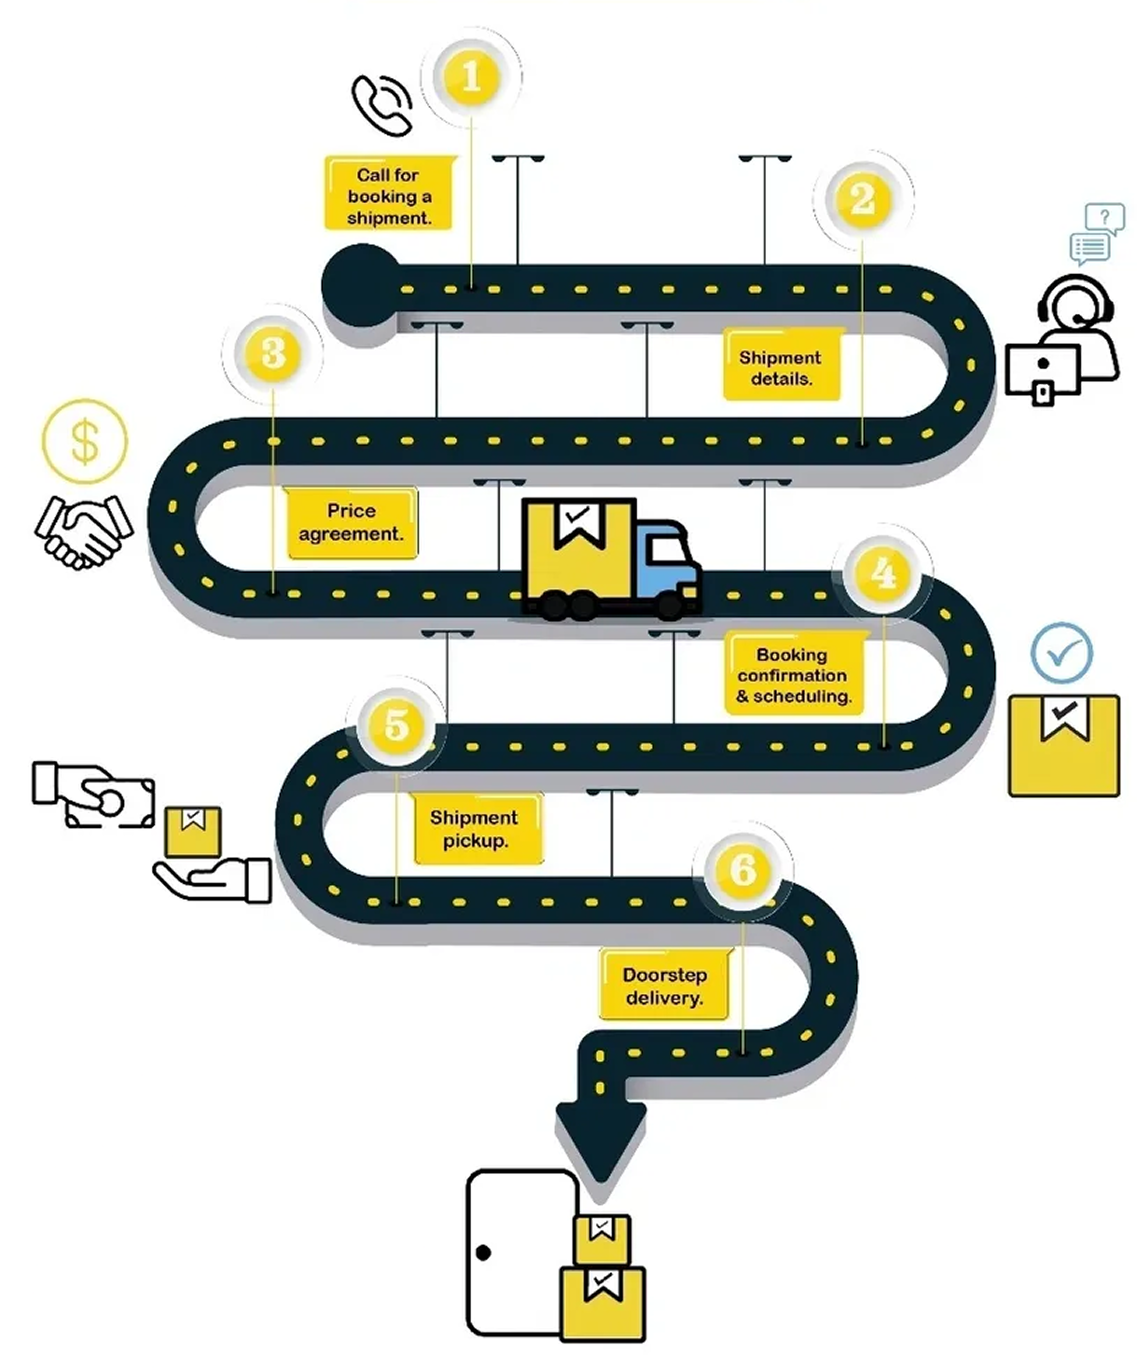 1
Call for
booking a
shipment.
2
?
Shipment
details.
3
$
Price
agreement.
4
Booking
confirmation
& scheduling.
5
Shipment
pickup.
6
Doorstep
delivery.